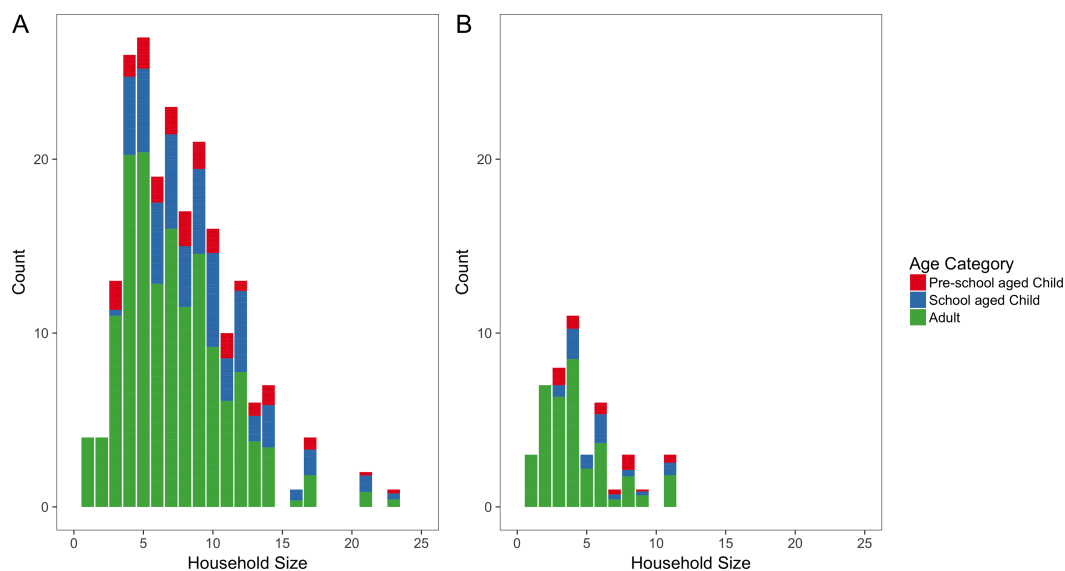 A
B
20
10
0
Count
0 5 10 15 20 25
Household Size
20
10
0
Count
0 5 10 15 20 25
Household Size
Age Category
Pre-school aged Child
School aged Child
Adult